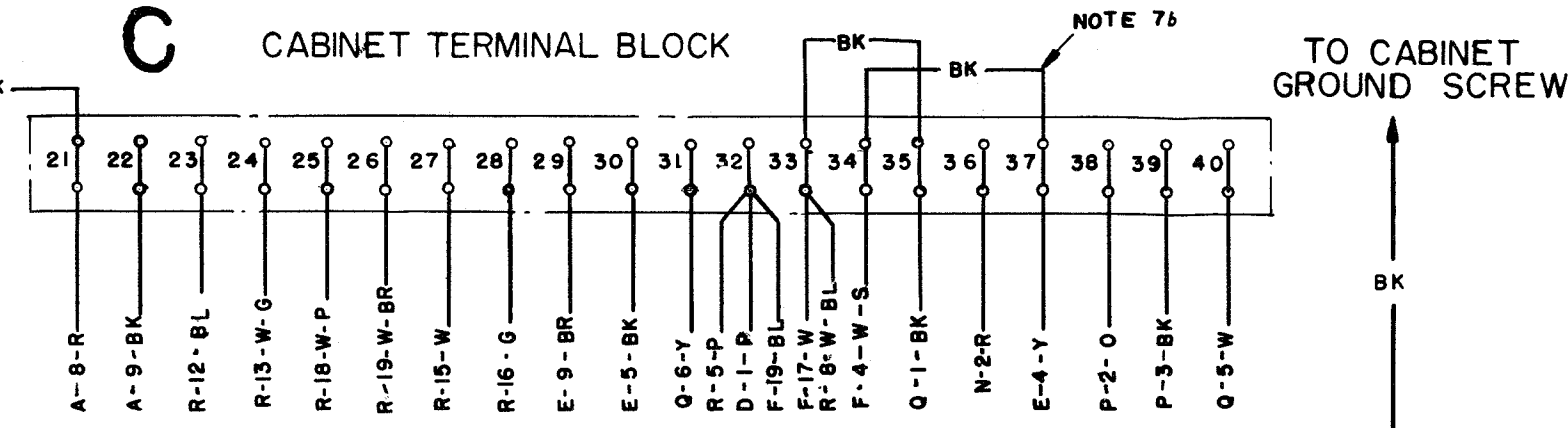 C CABINET TERMINAL BLOCK
NOTE 7b
BK
BK
TO CABINET
GROUND SCREW
21 22 23 24 25 26 27 28 29 30 31 32 33 34 35 36 37 38 39 40
BK
A-8-R
A-9-BK
R-12-BL
R-13-W-G
R-18-W-P
R-19-W-BR
R-15-W
R-16-G
E-9-BR
E-5-BK
Q-6-Y
R-5-P
D-1-P
F-19-BL
F-17-W
R-8-W-BL
F-4-W-S
Q-1-BK
N-2-R
E-4-Y
P-2-O
P-3-BK
Q-5-W